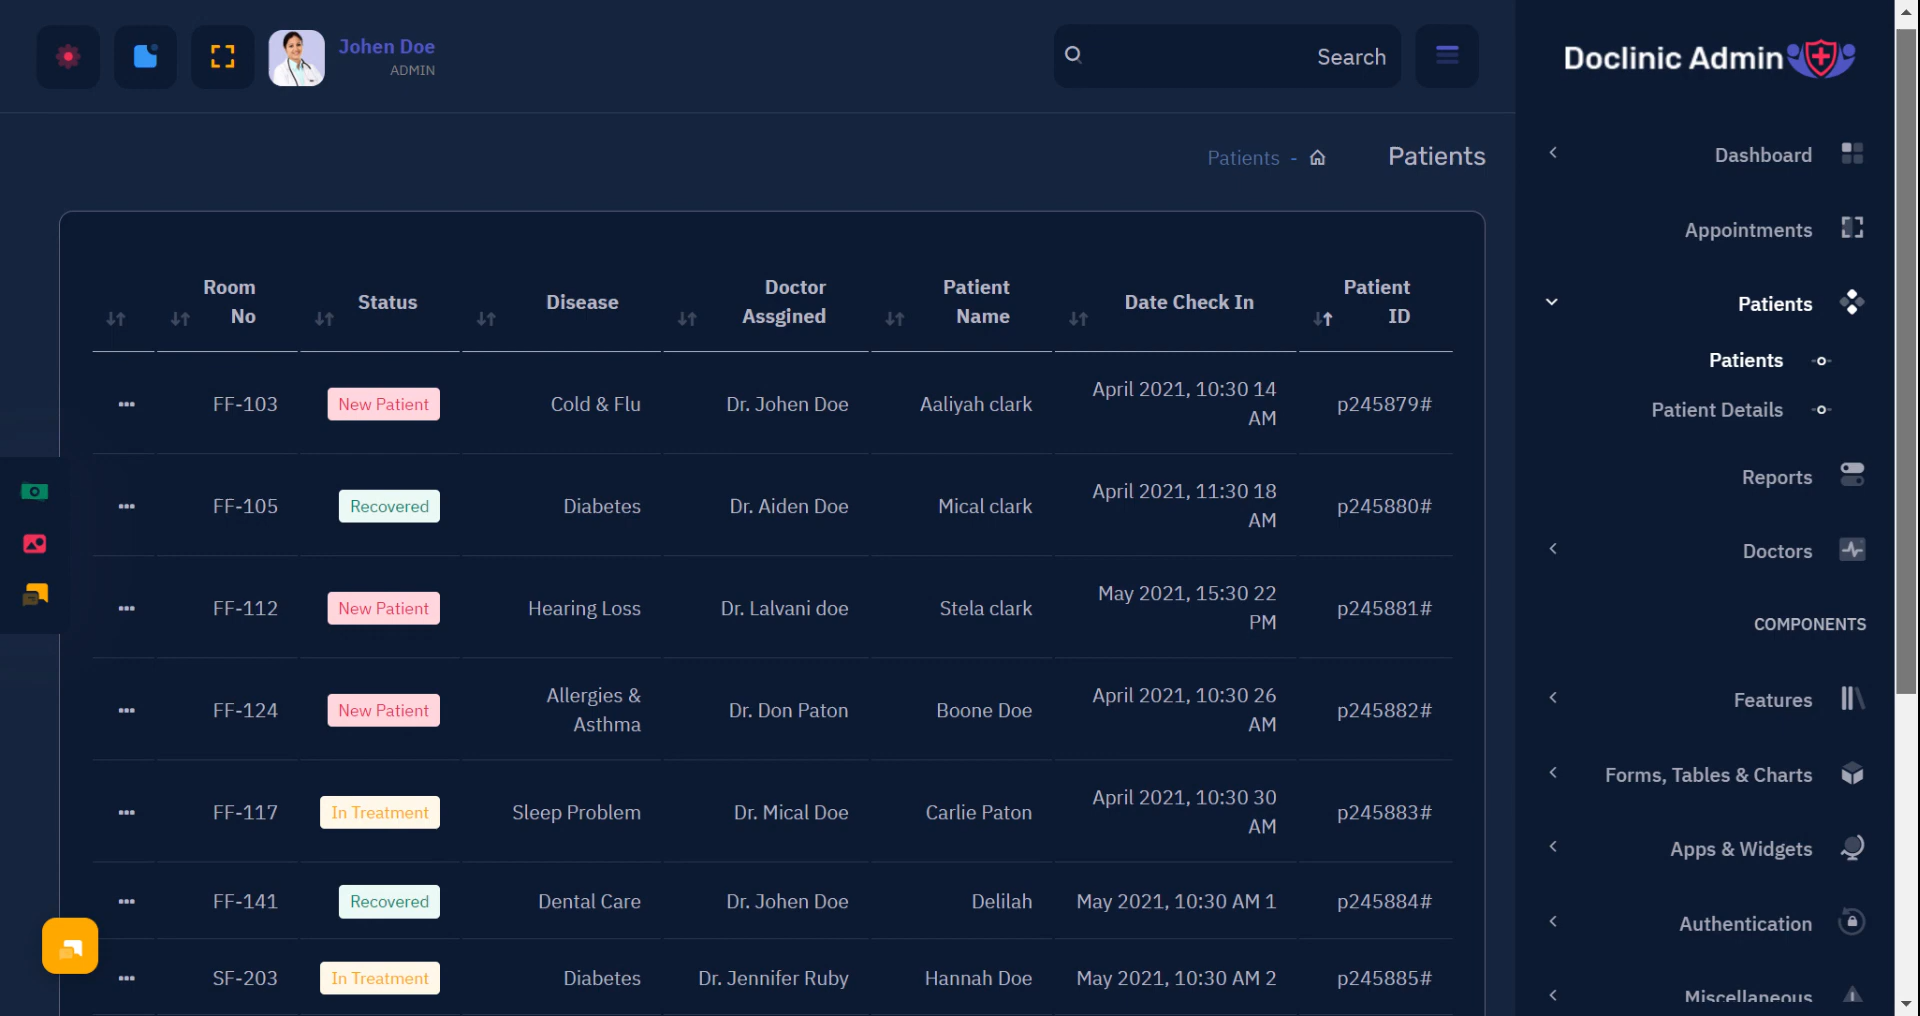 Johen Doe
ADMIN
Search
Doclinic Admin
Patients - 
Patients
Dashboard
Appointments
Patients
Patients
Patient Details
Reports
Doctors
COMPONENTS
Features
Forms, Tables & Charts
Apps & Widgets
Authentication
Miscellaneous
Room No Status Disease Doctor Assgined Patient Name Date Check In Patient ID
••• FF-103 New Patient Cold & Flu Dr. Johen Doe Aaliyah clark April 2021, 10:30 14 AM p245879#
••• FF-105 Recovered Diabetes Dr. Aiden Doe Mical clark April 2021, 11:30 18 AM p245880#
••• FF-112 New Patient Hearing Loss Dr. Lalvani doe Stela clark May 2021, 15:30 22 PM p245881#
••• FF-124 New Patient Allergies & Asthma Dr. Don Paton Boone Doe April 2021, 10:30 26 AM p245882#
••• FF-117 In Treatment Sleep Problem Dr. Mical Doe Carlie Paton April 2021, 10:30 30 AM p245883#
••• FF-141 Recovered Dental Care Dr. Johen Doe Delilah May 2021, 10:30 AM 1 p245884#
••• SF-203 In Treatment Diabetes Dr. Jennifer Ruby Hannah Doe May 2021, 10:30 AM 2 p245885#